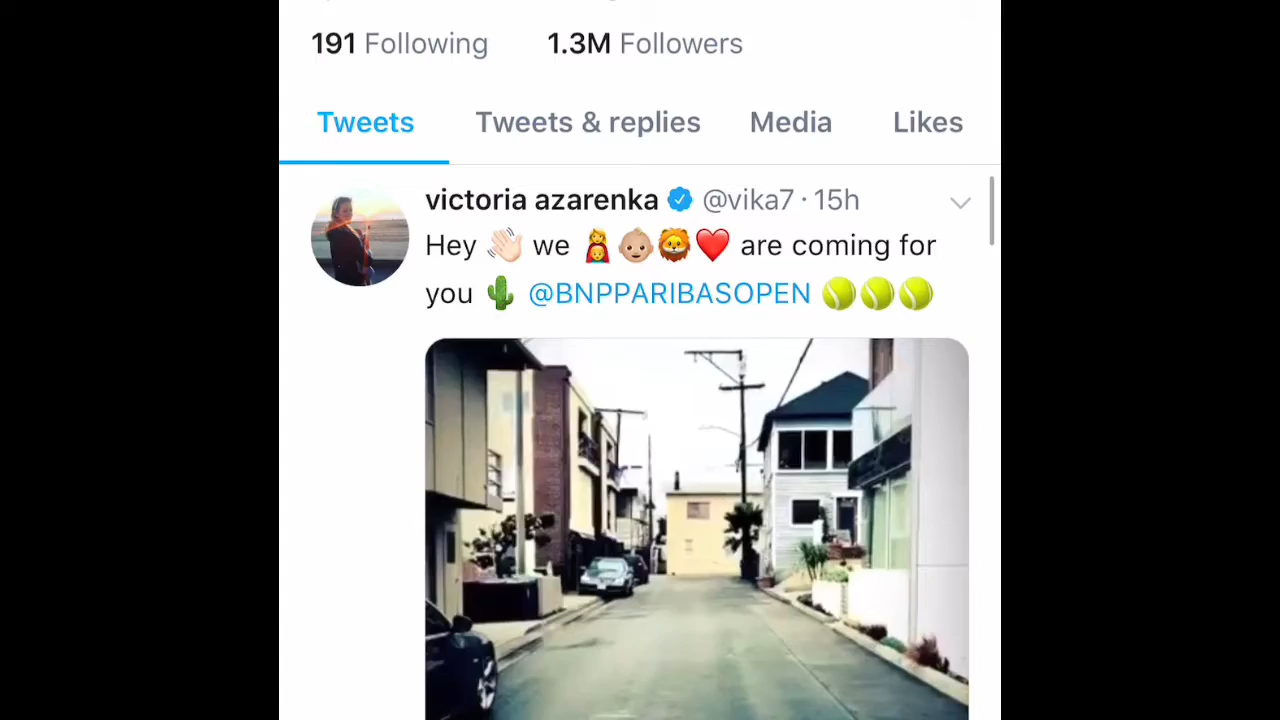 191 Following 1.3M Followers
Tweets Tweets & replies Media Likes
victoria azarenka @vika7 · 15h
Hey 👋🏻 we 👩‍👧👶🏼🦁❤️ are coming for
you 🌵 @BNPPARIBASOPEN 🎾🎾🎾